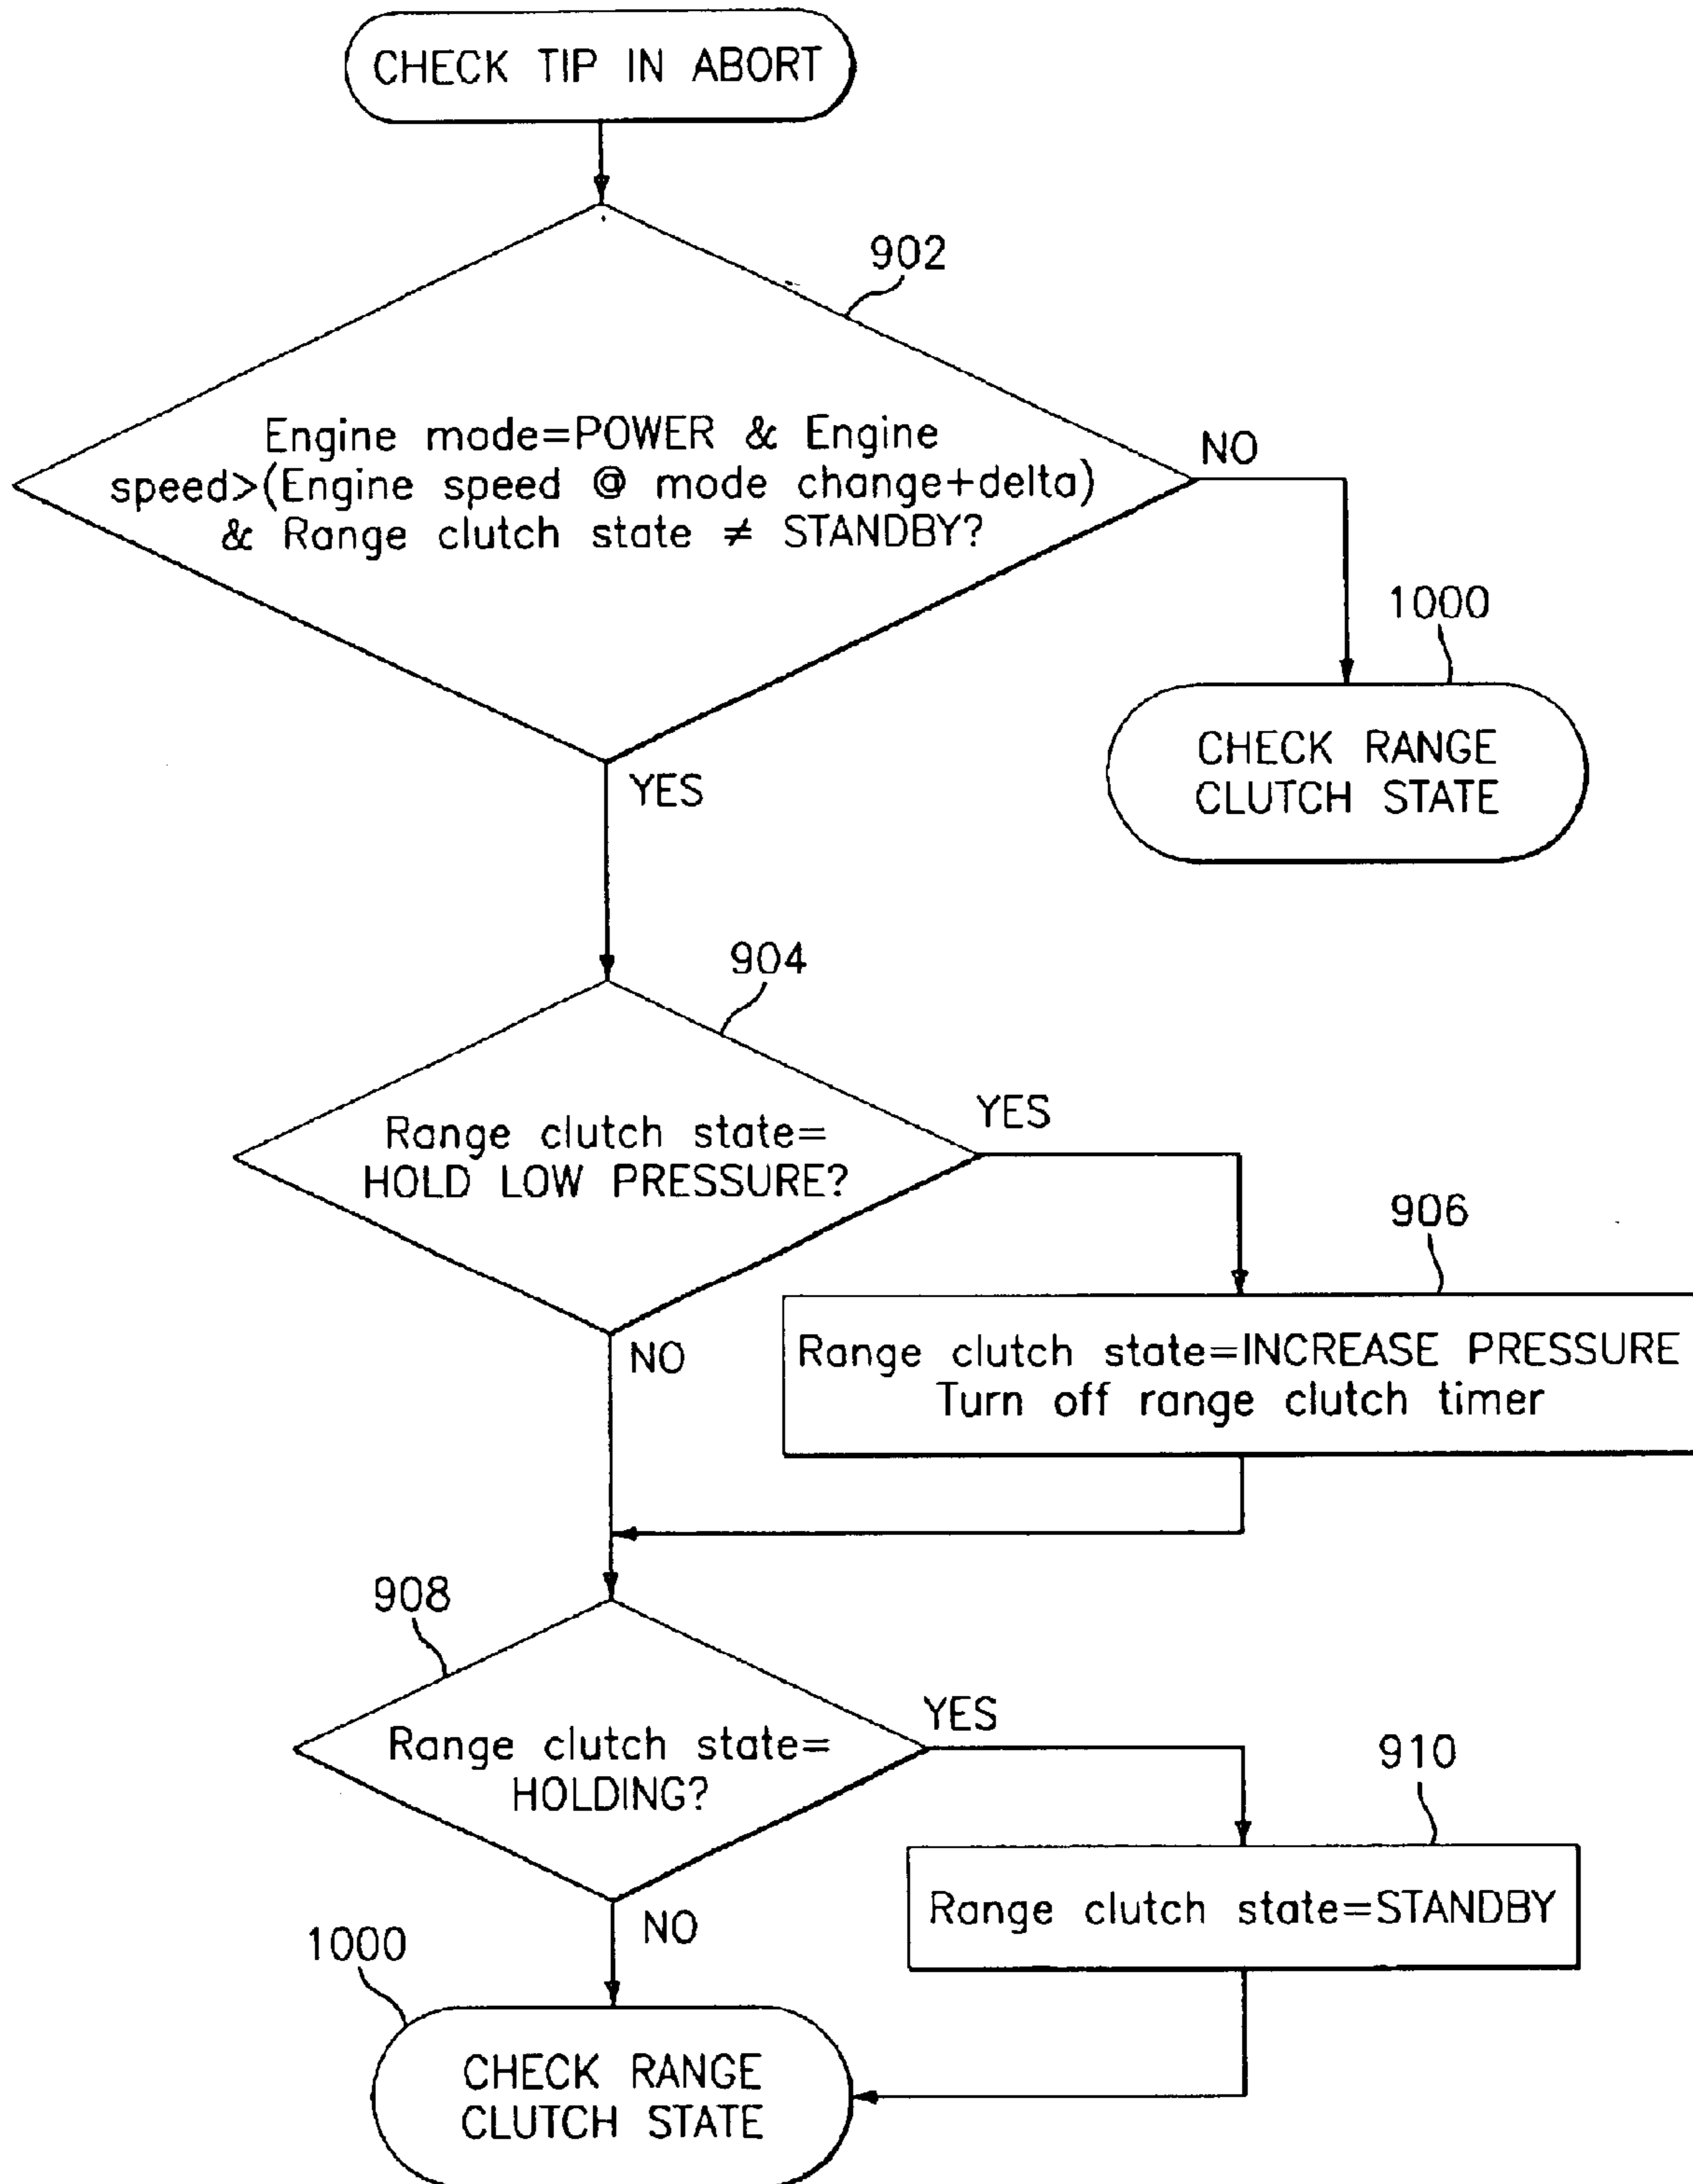 CHECK TIP IN ABORT
902
Engine mode=POWER & Engine
speed>(Engine speed @ mode change+delta)
& Range clutch state ≠ STANDBY?
NO
1000
CHECK RANGE
CLUTCH STATE
YES
904
Range clutch state=
HOLD LOW PRESSURE?
YES
906
Range clutch state=INCREASE PRESSURE
Turn off range clutch timer
NO
908
Range clutch state=
HOLDING?
YES
910
Range clutch state=STANDBY
NO
1000
CHECK RANGE
CLUTCH STATE